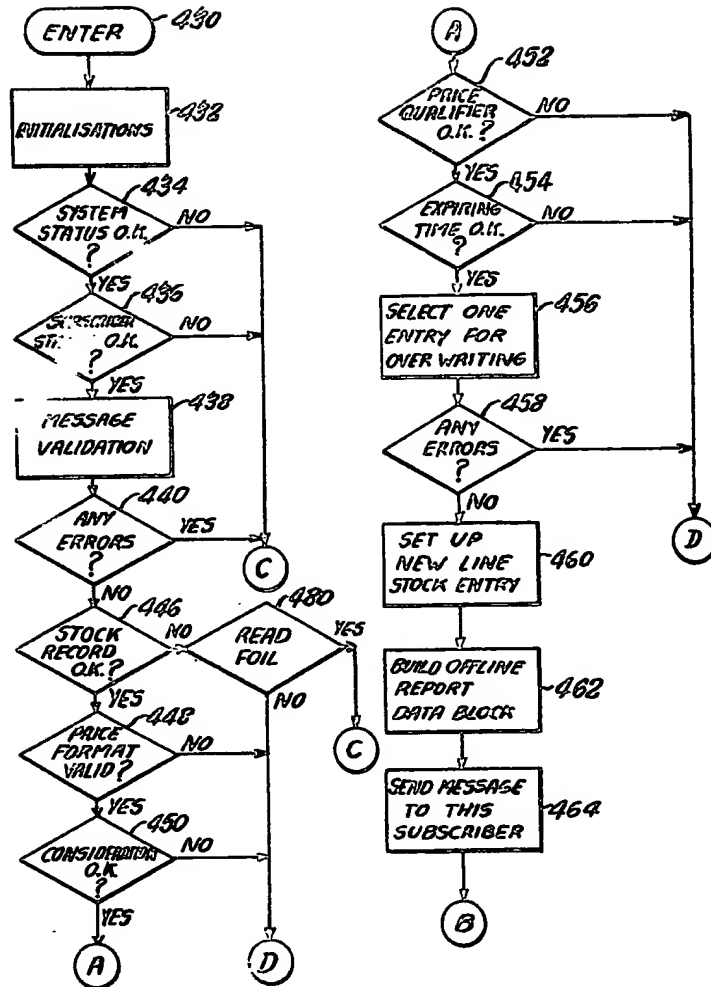 ENTER
430
INITIALISATIONS
432
434
SYSTEM
STATUS O.K.
?
NO
YES
436
O.K.
?
NO
YES
438
MESSAGE
VALIDATION
440
ANY
ERRORS
?
YES
C
NO
446
STOCK
RECORD
O.K.?
NO
480
READ
FOIL
YES
C
NO
YES
448
PRICE
FORMAT
VALID?
NO
YES
450
O.K.
?
NO
YES
A
D
A
452
PRICE
QUALIFIER
O.K.?
NO
YES
454
EXPIRING
TIME O.K.
?
NO
YES
SELECT ONE
ENTRY FOR
OVER WRITING
456
458
ANY
ERRORS
?
YES
NO
D
SET UP
NEW LINE
STOCK ENTRY
460
BUILD OFFLINE
REPORT
DATA BLOCK
462
SEND MESSAGE
TO THIS
SUBSCRIBER
464
B